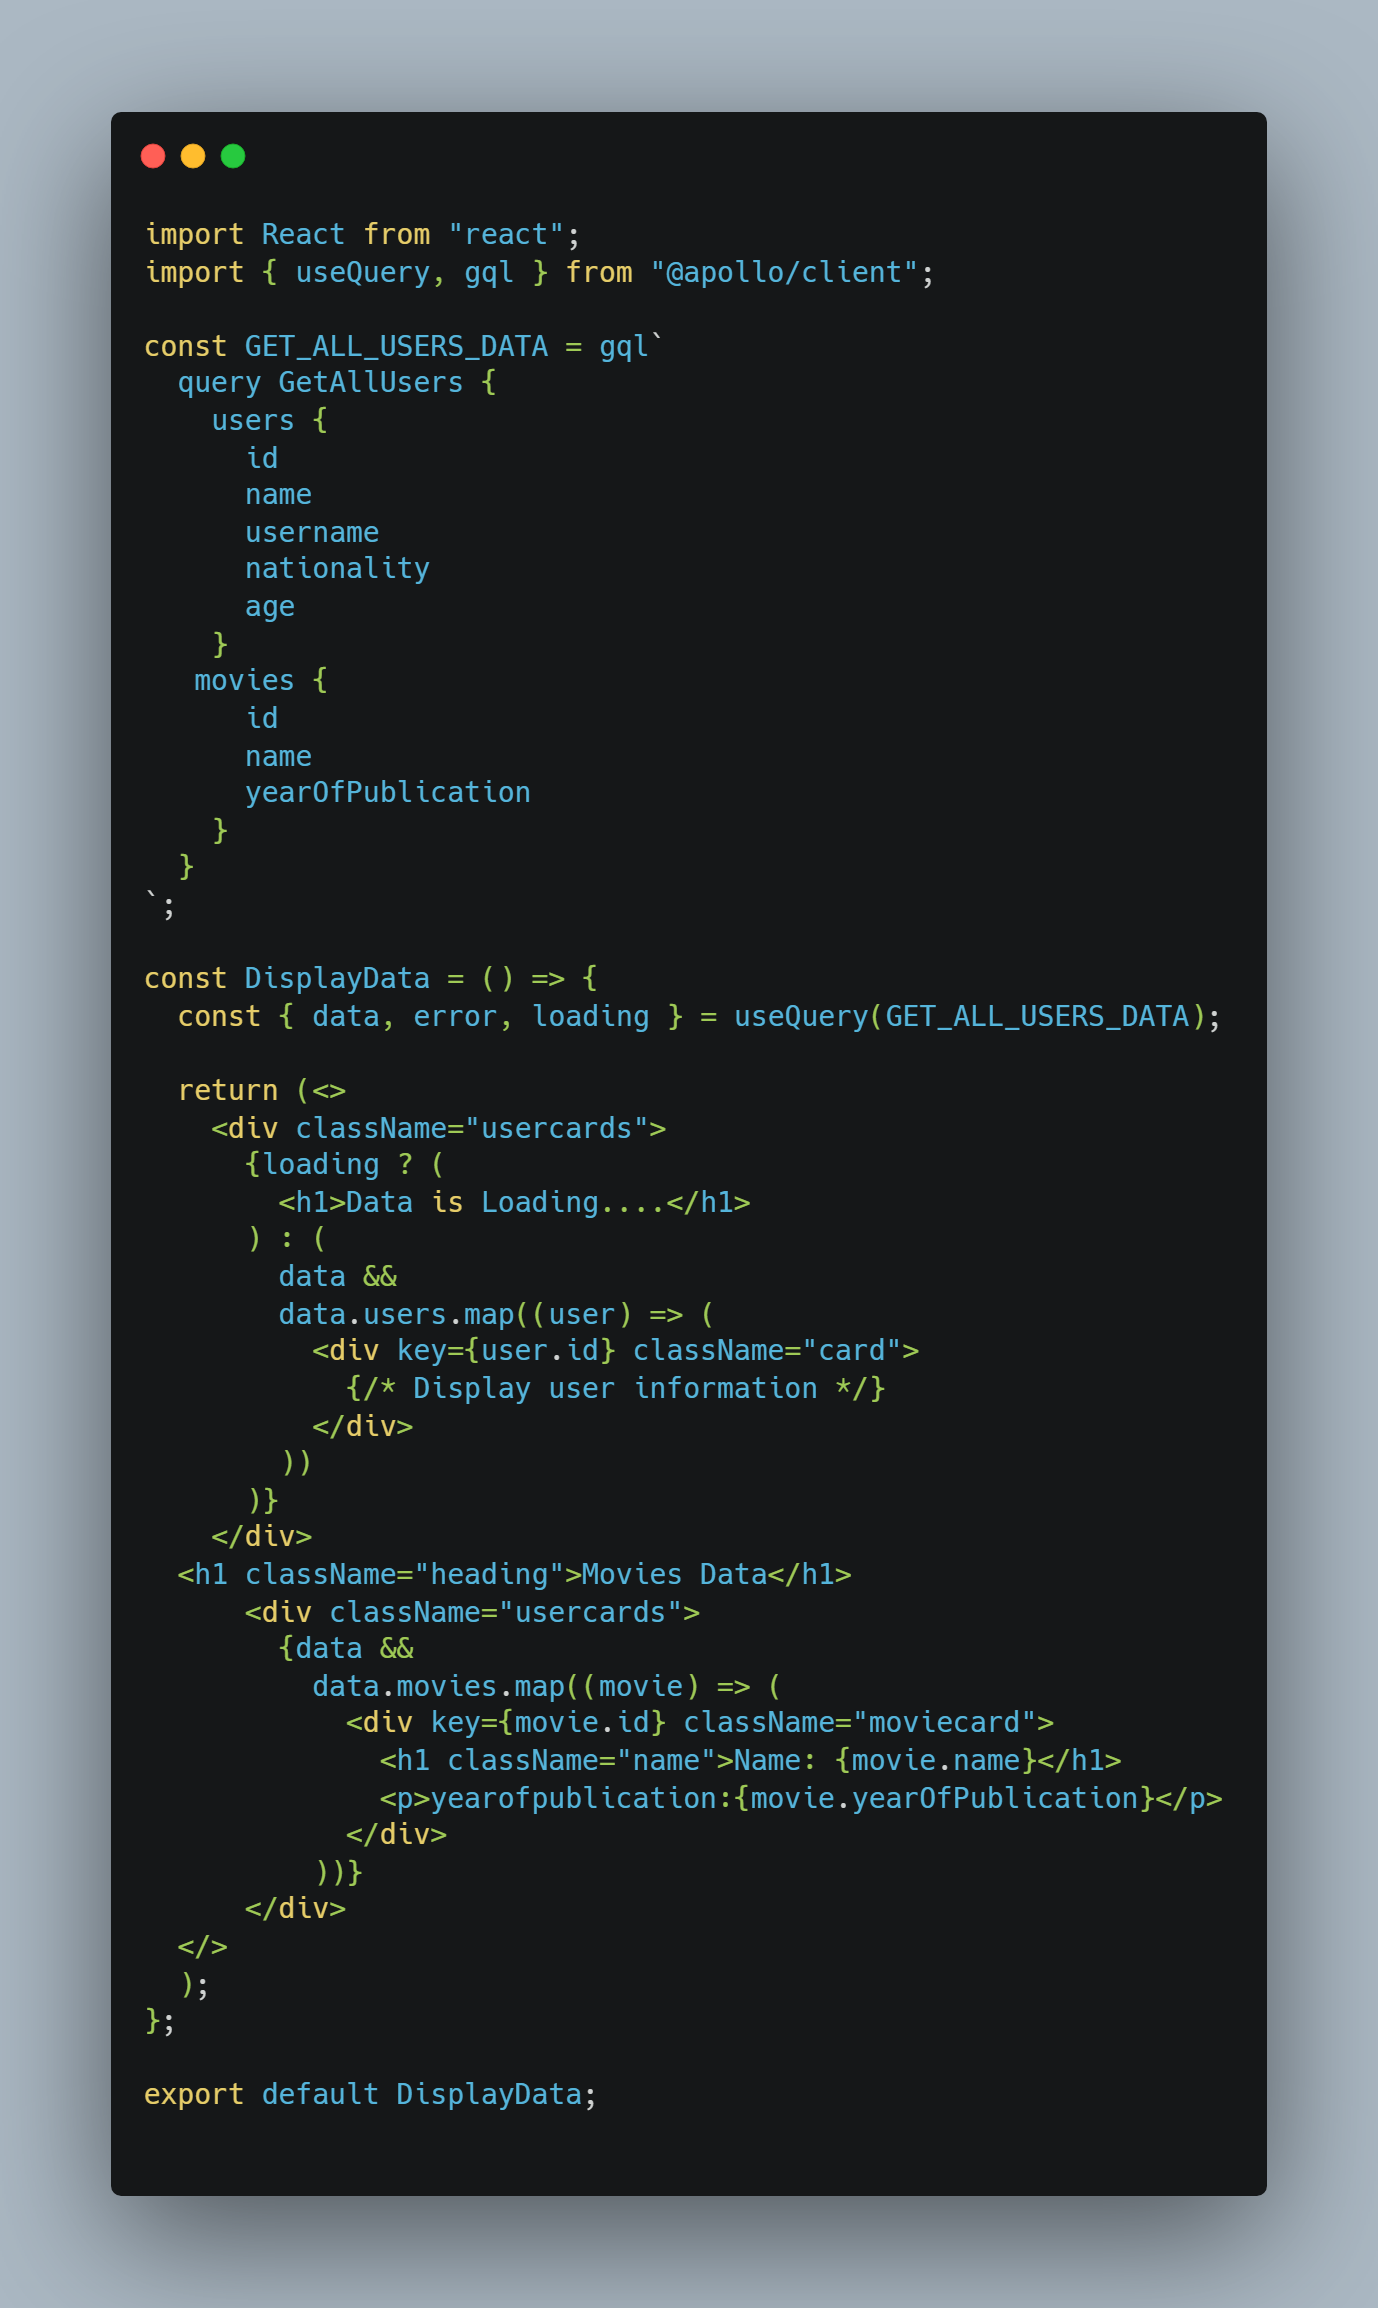 import React from "react";
import { useQuery, gql } from "@apollo/client";

const GET_ALL_USERS_DATA = gql`
  query GetAllUsers {
    users {
      id
      name
      username
      nationality
      age
    }
   movies {
      id
      name
      yearOfPublication
    }
  }
`;

const DisplayData = () => {
  const { data, error, loading } = useQuery(GET_ALL_USERS_DATA);

  return (<>
    <div className="usercards">
      {loading ? (
        <h1>Data is Loading....</h1>
      ) : (
        data &&
        data.users.map((user) => (
          <div key={user.id} className="card">
            {/* Display user information */}
          </div>
        ))
      )}
    </div>
  <h1 className="heading">Movies Data</h1>
      <div className="usercards">
        {data &&
          data.movies.map((movie) => (
            <div key={movie.id} className="moviecard">
              <h1 className="name">Name: {movie.name}</h1>
              <p>yearofpublication:{movie.yearOfPublication}</p>
            </div>
          ))}
      </div>
  </>
  );
};

export default DisplayData;